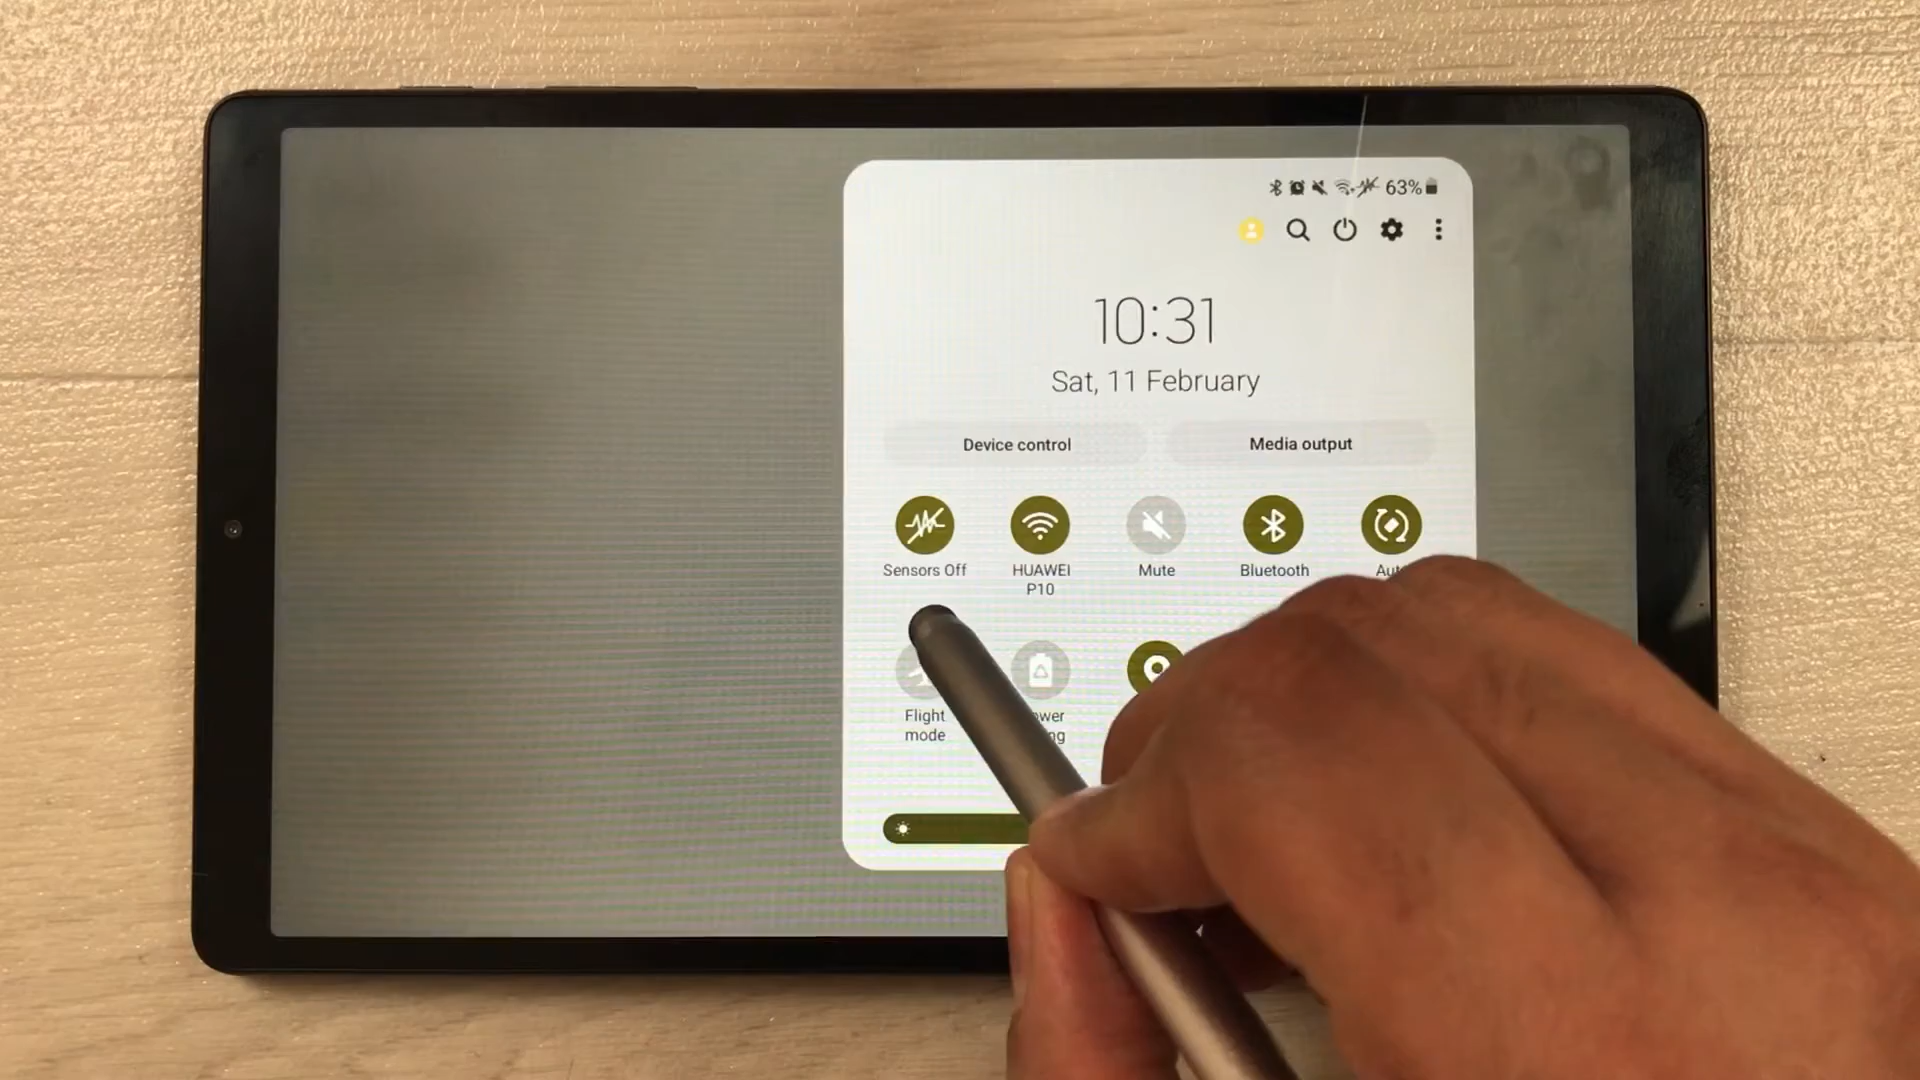 63%
10:31
Sat, 11 February
Device control
Media output
Sensors Off
HUAWEI
P10
Mute
Bluetooth
Flight
mode